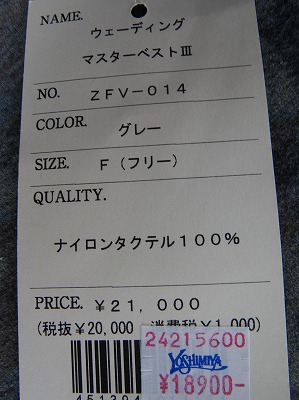 NAME. ウェーディング
マスターベストⅢ
NO. ZFV-014
COLOR. グレー
SIZE. F(フリー)
QUALITY.
ナイロンタクテル100%
PRICE. ¥21,000
(税抜¥20,000 消費税¥1,000)
24215600
YOSHIMIYA
¥18900-